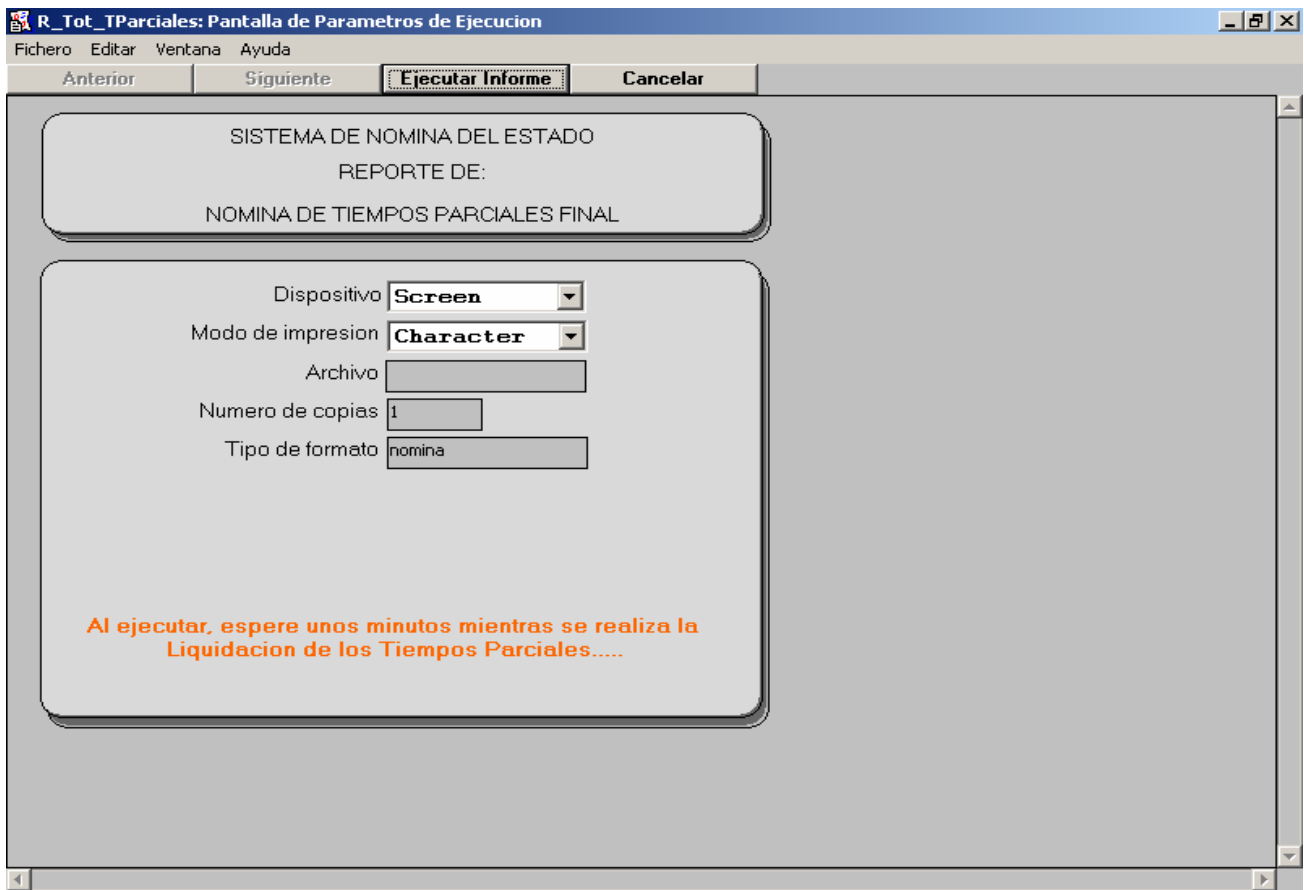 R_Tot_TParciales: Pantalla de Parametros de Ejecucion
Fichero Editar Ventana Ayuda
Anterior Siguiente Ejecutar Informe Cancelar
SISTEMA DE NOMINA DEL ESTADO
REPORTE DE:
NOMINA DE TIEMPOS PARCIALES FINAL
Dispositivo Screen
Modo de impresion Character
Archivo
Numero de copias 1
Tipo de formato nomina
Al ejecutar, espere unos minutos mientras se realiza la
Liquidacion de los Tiempos Parciales.....